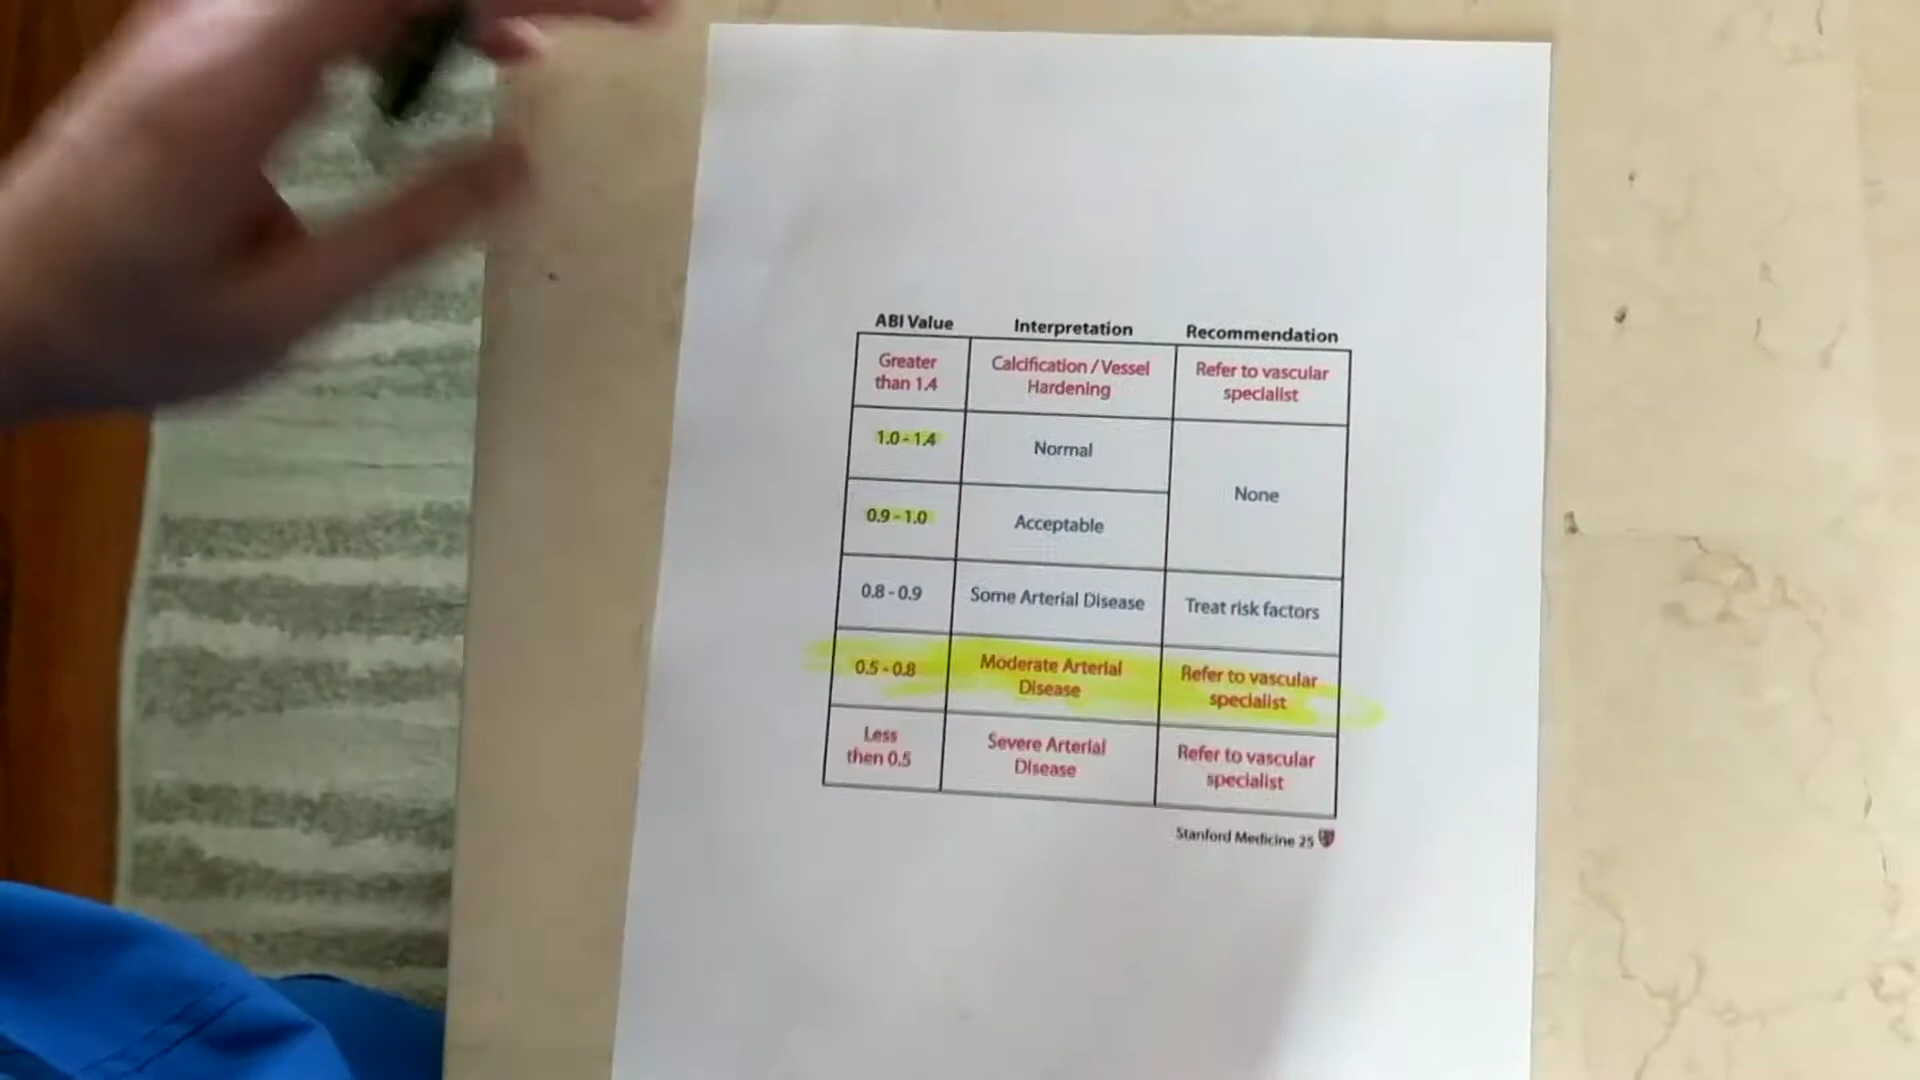 ABI Value Interpretation Recommendation
Greater
than 1.4
Calcification / Vessel
Hardening
Refer to vascular
specialist
1.0 - 1.4
Normal
None
0.9 - 1.0
Acceptable
0.8 - 0.9
Some Arterial Disease
Treat risk factors
0.5 - 0.8
Moderate Arterial
Disease
Refer to vascular
specialist
Less
then 0.5
Severe Arterial
Disease
Refer to vascular
specialist
Stanford Medicine 25